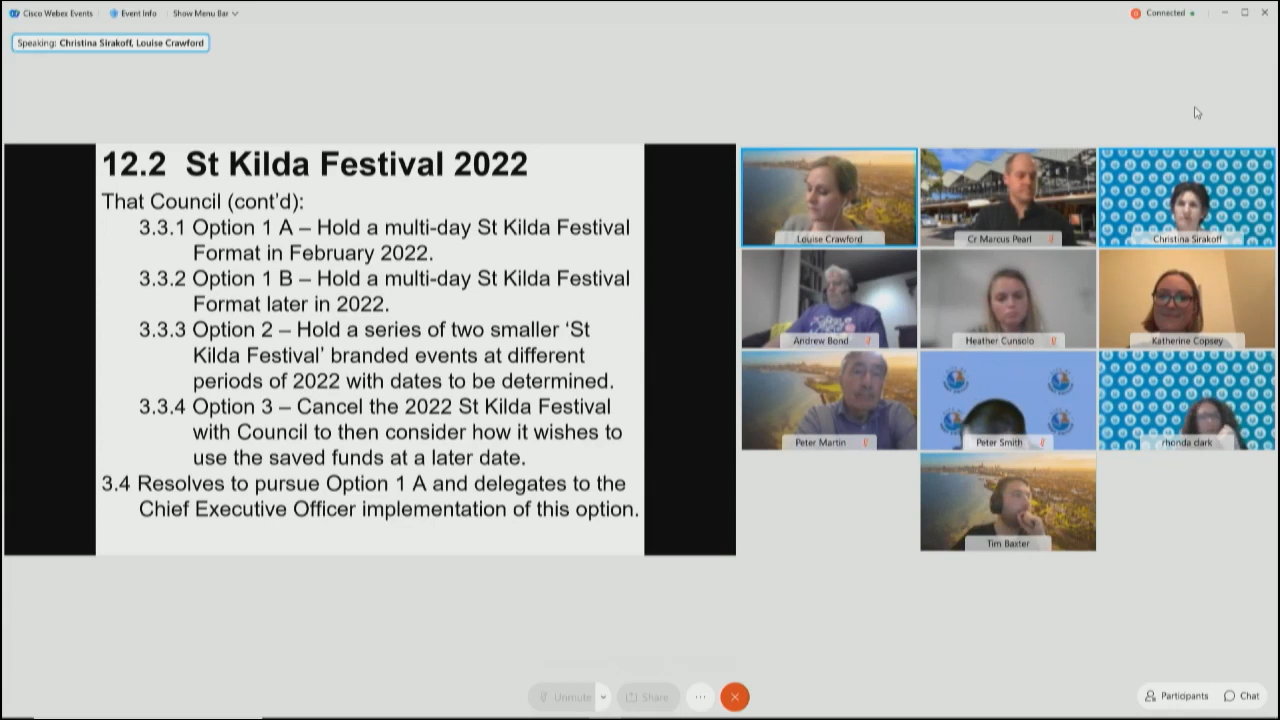 Cisco Webex Events
Event Info
Show Menu Bar
Connected
Speaking: Christina Sirakoff, Louise Crawford
12.2 St Kilda Festival 2022
That Council (cont'd):
3.3.1 Option 1 A – Hold a multi-day St Kilda Festival
Format in February 2022.
3.3.2 Option 1 B – Hold a multi-day St Kilda Festival
Format later in 2022.
3.3.3 Option 2 – Hold a series of two smaller ‘St
Kilda Festival’ branded events at different
periods of 2022 with dates to be determined.
3.3.4 Option 3 – Cancel the 2022 St Kilda Festival
with Council to then consider how it wishes to
use the saved funds at a later date.
3.4 Resolves to pursue Option 1 A and delegates to the
Chief Executive Officer implementation of this option.
Louise Crawford
Cr Marcus Pearl
Christina Sirakoff
Andrew Bond
Heather Cunsolo
Katherine Copsey
Peter Martin
Peter Smith
rhonda clark
Tim Baxter
Unmute
Share
Participants
Chat